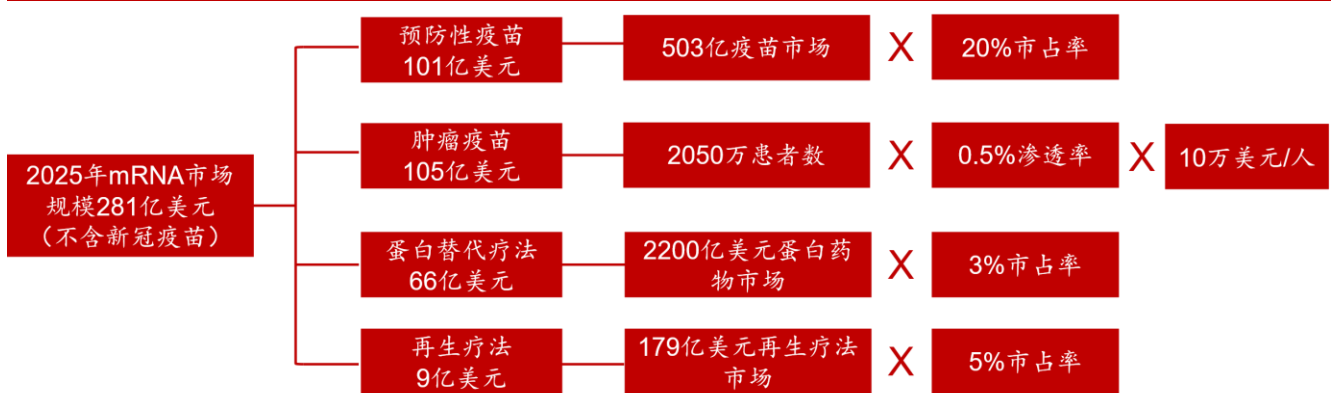 预防性疫苗
101亿美元
503亿疫苗市场
X
20%市占率
肿瘤疫苗
105亿美元
2050万患者数
X
0.5%渗透率
X
10万美元/人
2025年mRNA市场
规模281亿美元
（不含新冠疫苗）
蛋白替代疗法
66亿美元
2200亿美元蛋白药
物市场
X
3%市占率
再生疗法
9亿美元
179亿美元再生疗法
市场
X
5%市占率